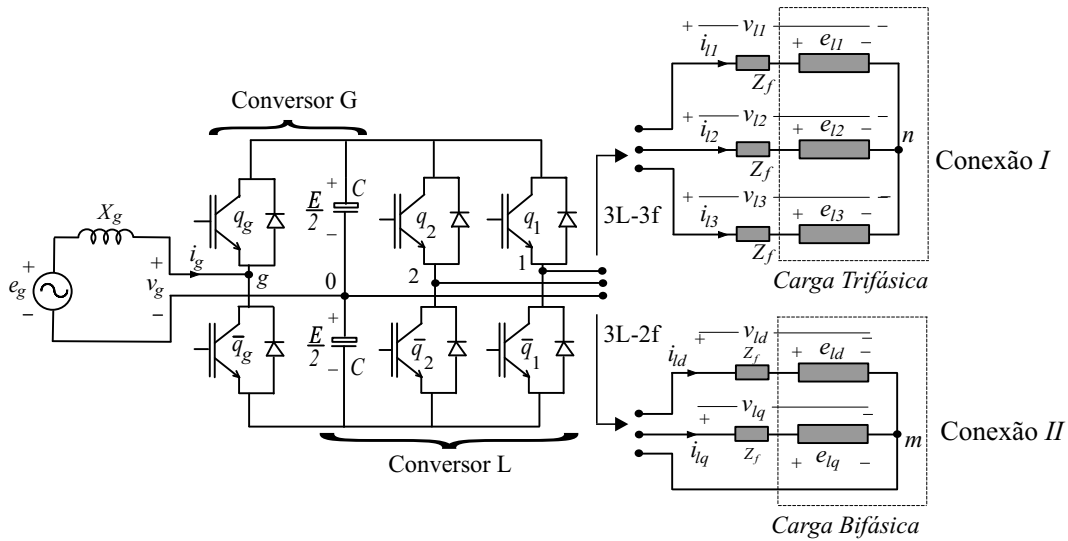 Conversor G
X_g
+
e_g
−
+
v_g
−
i_g
g
q_g
q̅_g
E/2
+
−
C
0
E/2
+
−
C
q_2
2
q̅_2
q_1
1
q̅_1
Conversor L
3L-3f
3L-2f
+ v_l1 −
i_l1
Z_f
+ e_l1 −
+ v_l2 −
i_l2
Z_f
+ e_l2 −
n
+ v_l3 −
i_l3
Z_f
+ e_l3 −
Carga Trifásica
Conexão I
+ v_ld −
i_ld
Z_f
+ e_ld −
+ v_lq −
i_lq
Z_f
+ e_lq −
m
Carga Bifásica
Conexão II